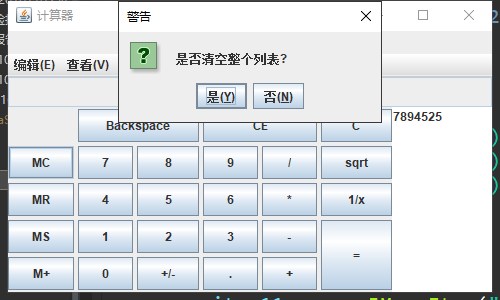 计算器
警告
是否清空整个列表?
是(Y) 否(N)
编辑(E) 查看(V)
Backspace CE C 7894525
MC 7 8 9 / sqrt
MR 4 5 6 * 1/x
MS 1 2 3 - =
M+ 0 +/- . +